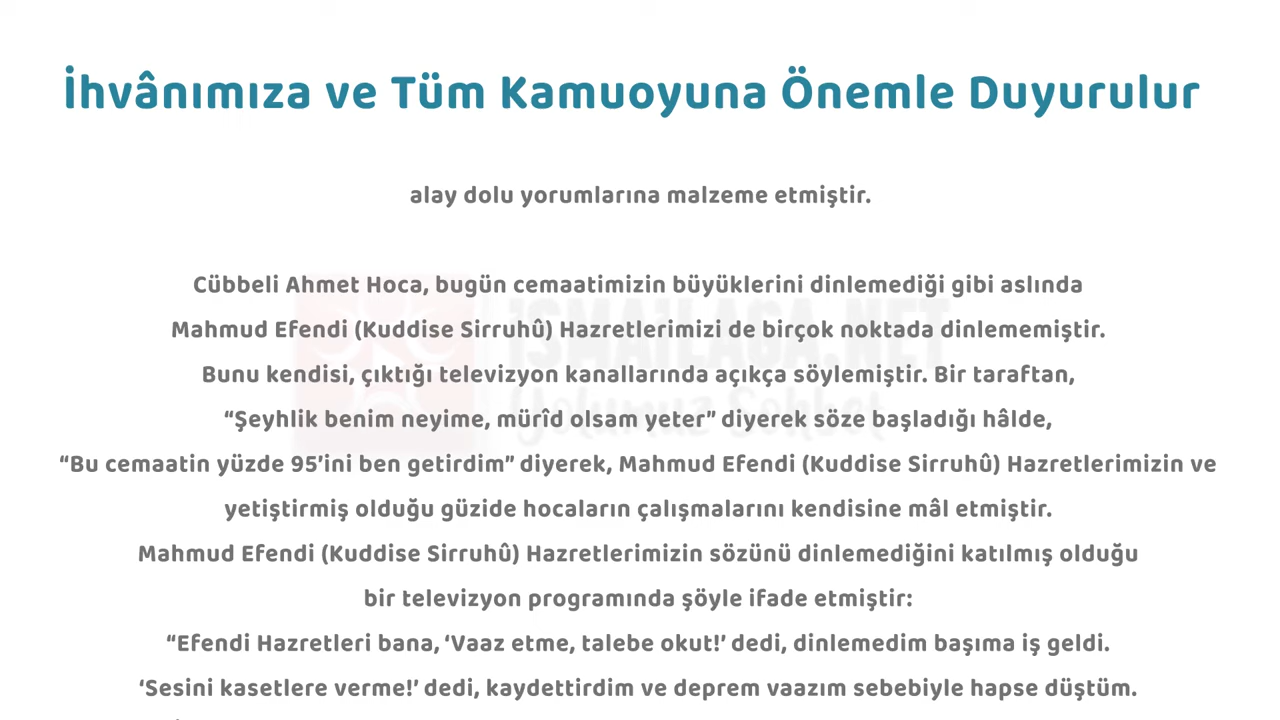 İhvânımıza ve Tüm Kamuoyuna Önemle Duyurulur
alay dolu yorumlarına malzeme etmiştir.
Cübbeli Ahmet Hoca, bugün cemaatimizin büyüklerini dinlemediği gibi aslında
Mahmud Efendi (Kuddise Sirruhû) Hazretlerimizi de birçok noktada dinlememiştir.
Bunu kendisi, çıktığı televizyon kanallarında açıkça söylemiştir. Bir taraftan,
“Şeyhlik benim neyime, mürîd olsam yeter” diyerek söze başladığı hâlde,
“Bu cemaatin yüzde 95’ini ben getirdim” diyerek, Mahmud Efendi (Kuddise Sirruhû) Hazretlerimizin ve
yetiştirmiş olduğu güzide hocaların çalışmalarını kendisine mâl etmiştir.
Mahmud Efendi (Kuddise Sirruhû) Hazretlerimizin sözünü dinlemediğini katılmış olduğu
bir televizyon programında şöyle ifade etmiştir:
“Efendi Hazretleri bana, ‘Vaaz etme, talebe okut!’ dedi, dinlemedim başıma iş geldi.
‘Sesini kasetlere verme!’ dedi, kaydettirdim ve deprem vaazım sebebiyle hapse düştüm.
İSMAİLAĞA.NET
Yolumuz Sohbet